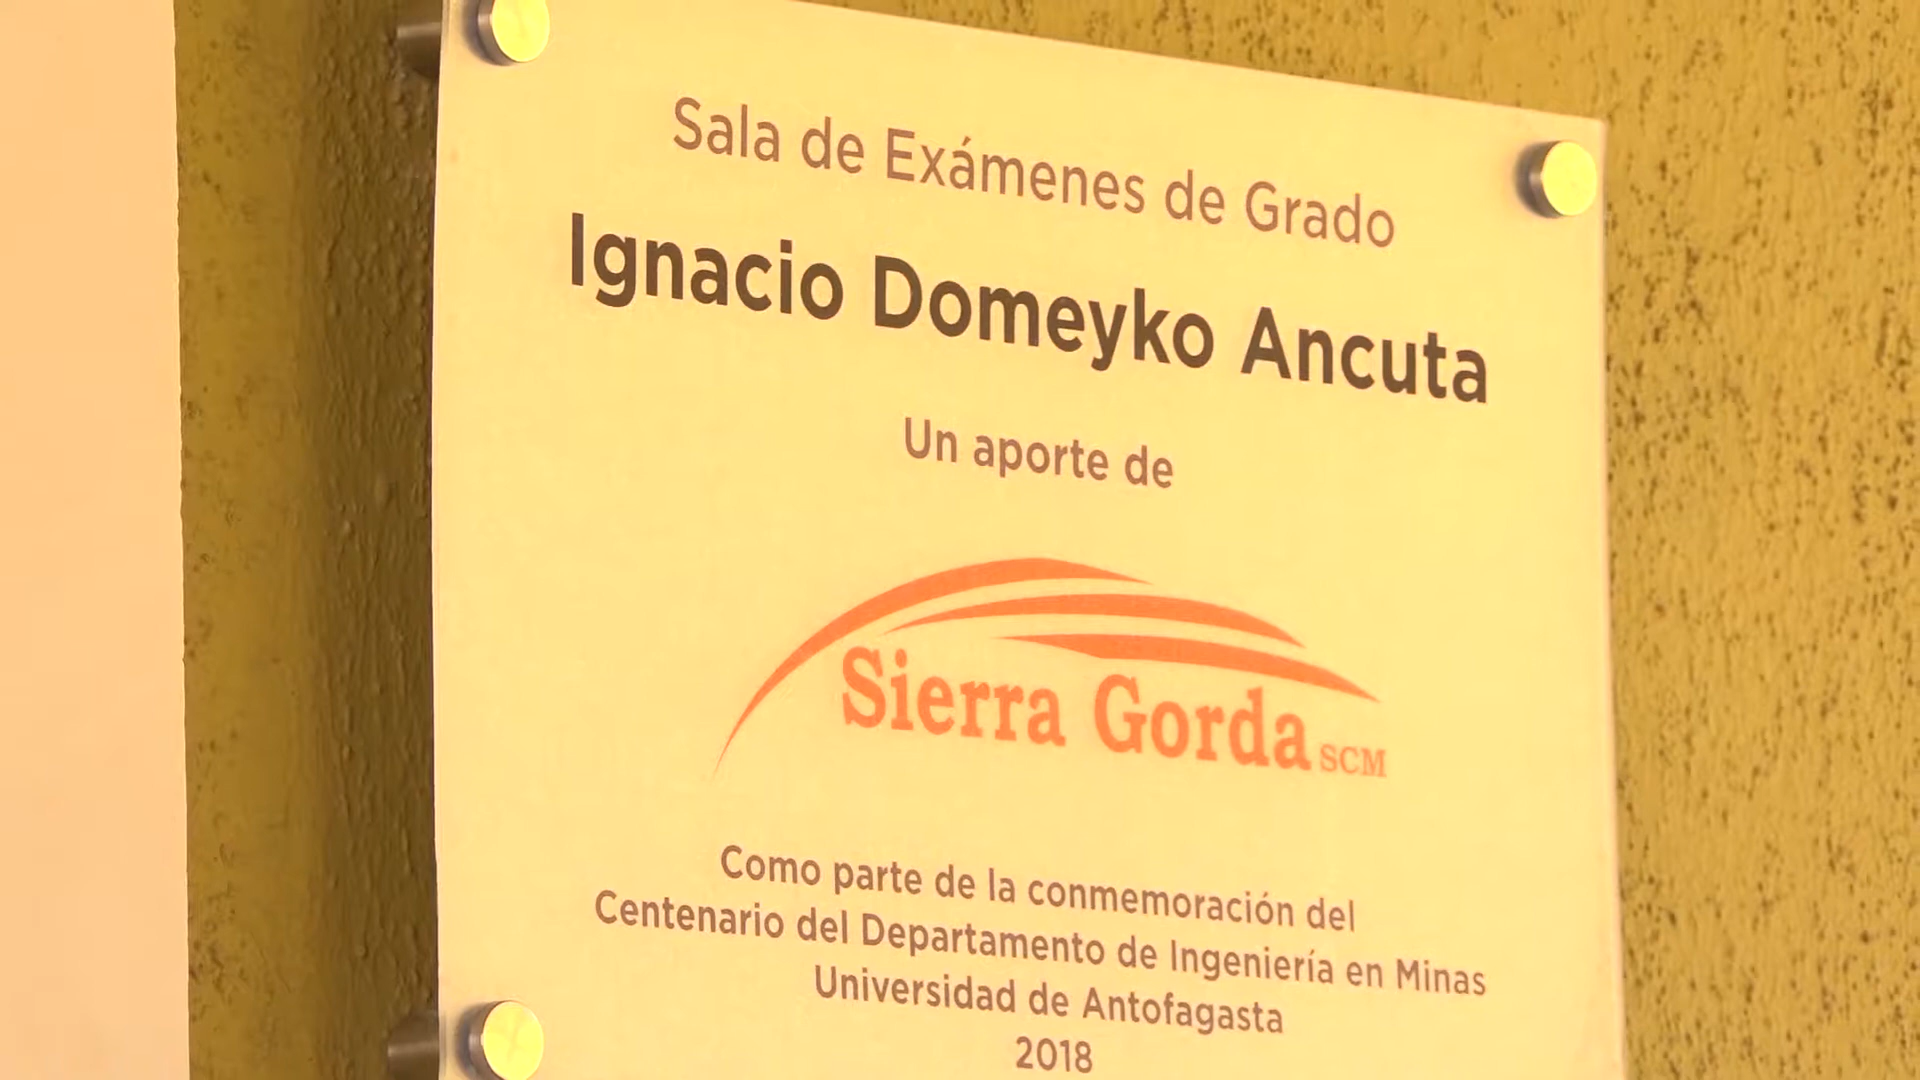 Sala de Exámenes de Grado
Ignacio Domeyko Ancuta
Un aporte de
Sierra Gorda SCM
Como parte de la conmemoración del
Centenario del Departamento de Ingeniería en Minas
Universidad de Antofagasta
2018